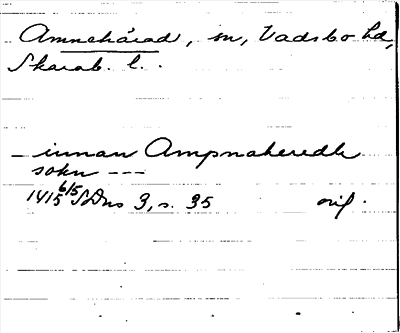 Amnehärad, sn, Vadsbo hd,
Skarab. l.
– innan Ampnaheredh
sokn ---
1415 6/5 SDns 3, s. 35 orig.